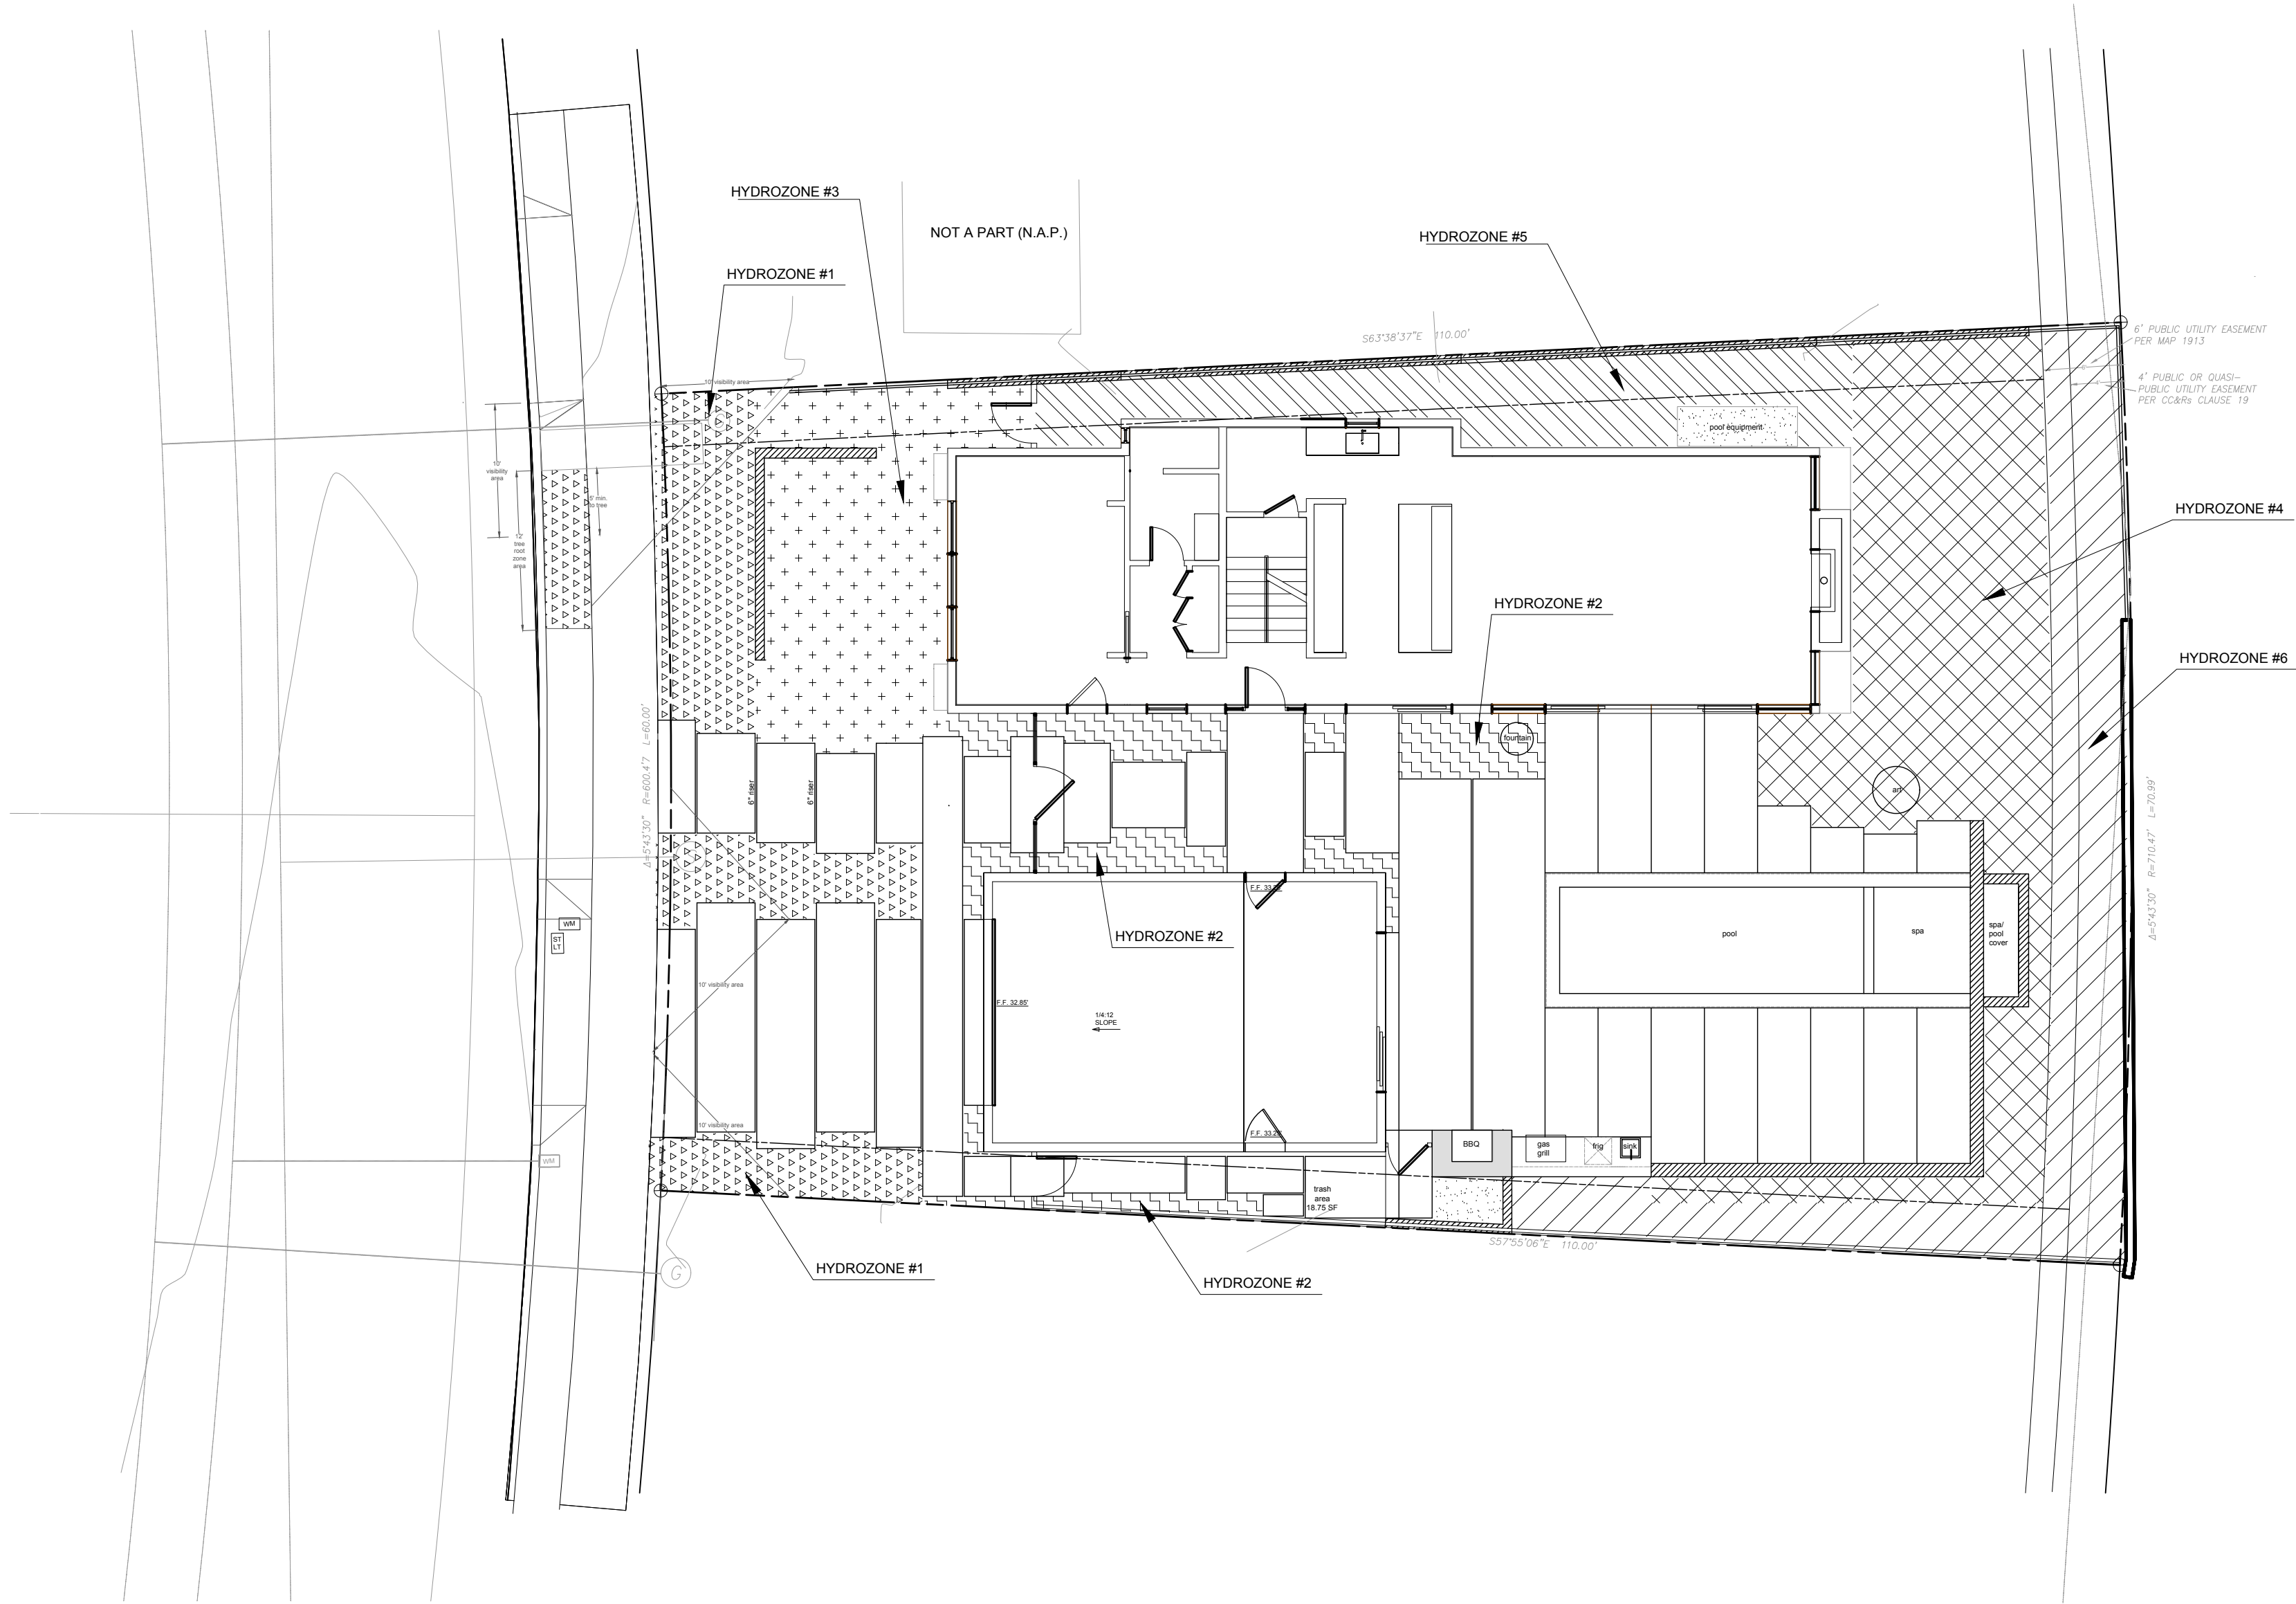 HYDROZONE #3
NOT A PART (N.A.P.)
HYDROZONE #5
HYDROZONE #1
S63°38'37"E 110.00'
6' PUBLIC UTILITY EASEMENT
PER MAP 1913
4' PUBLIC OR QUASI-
PUBLIC UTILITY EASEMENT
PER CC&Rs CLAUSE 19
10' visibility area
pool equipment
10'
visibility
area
5' min.
to tree
12'
tree
root
zone
area
HYDROZONE #4
HYDROZONE #2
HYDROZONE #6
Δ=5°43'30" R=600.47' L=60.00'
fountain
6" riser
6" riser
art
Δ=5°43'30" R=710.47' L=70.99'
F.F. 33.25'
WM
ST
LT
HYDROZONE #2
pool
spa
spa/
pool
cover
10' visibility area
F.F. 32.85'
1/4:12
SLOPE
10' visibility area
F.F. 33.25'
BBQ
gas
grill
frig
sink
WM
trash
area
18.75 SF
S57°55'06"E 110.00'
HYDROZONE #1
G
HYDROZONE #2